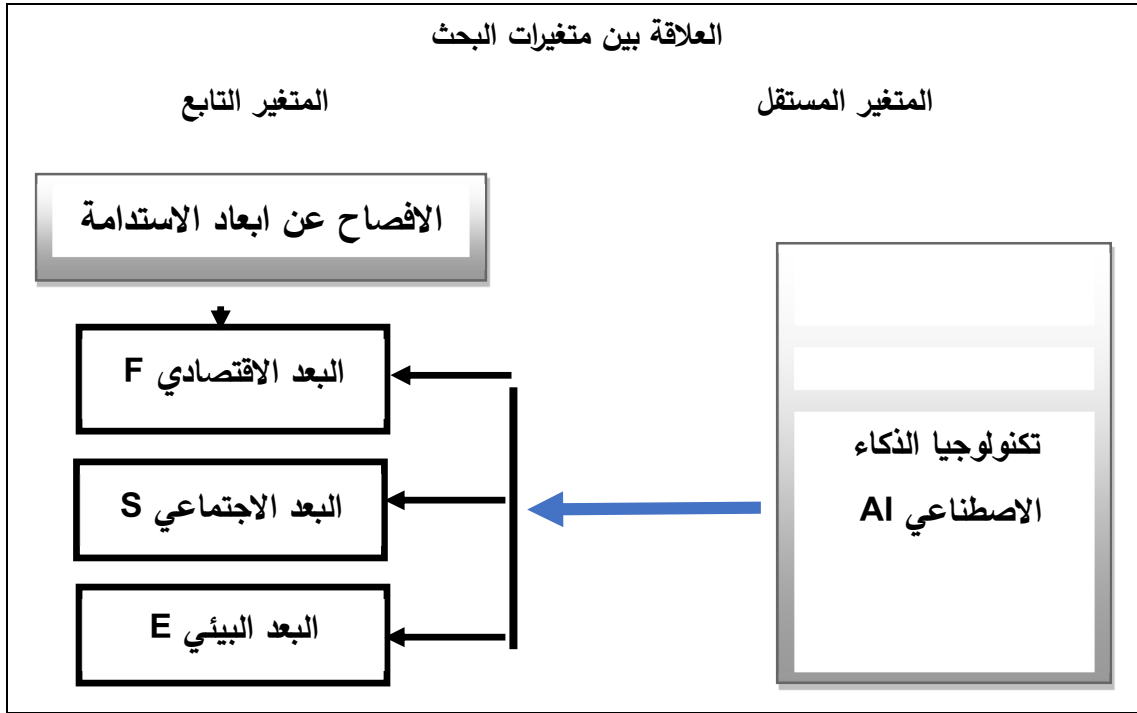 العلاقة بين متغيرات البحث
المتغير المستقل
المتغير التابع
الافصاح عن ابعاد الاستدامة
البعد الاقتصادي F
تكنولوجيا الذكاء
الاصطناعي AI
البعد الاجتماعي S
البعد البيئي E